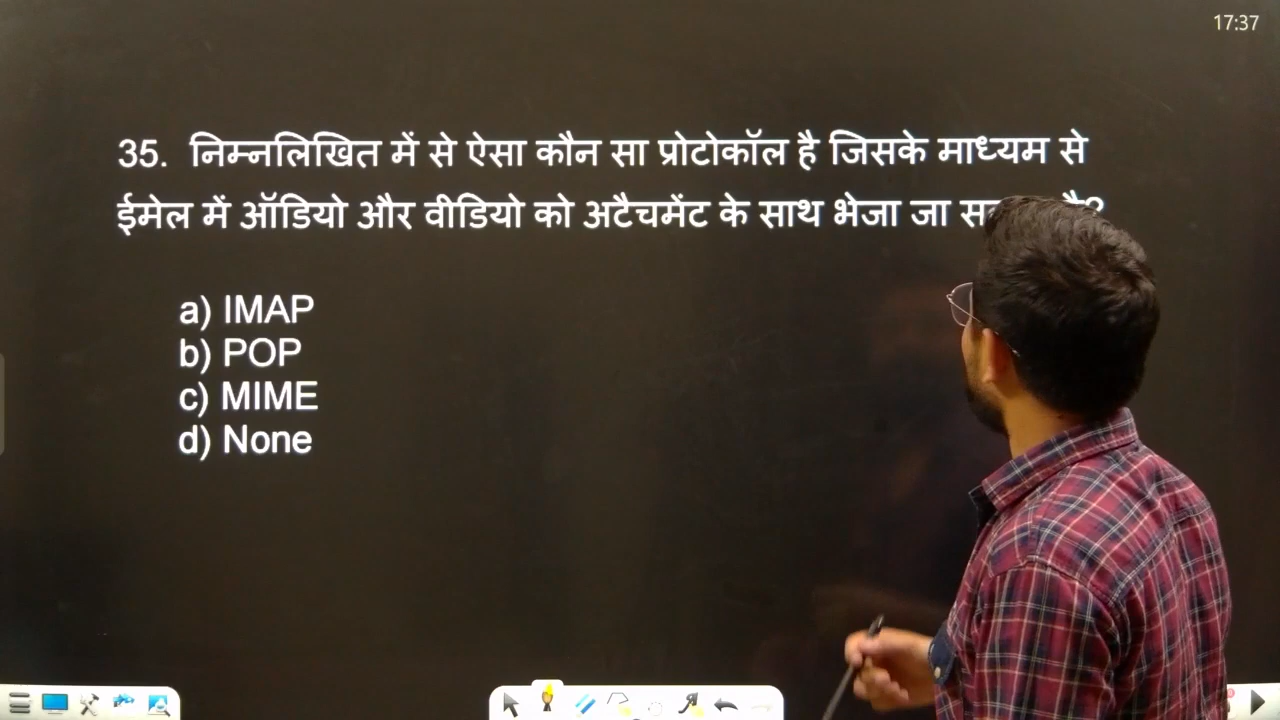 17:37
35. निम्नलिखित में से ऐसा कौन सा प्रोटोकॉल है जिसके माध्यम से
ईमेल में ऑडियो और वीडियो को अटैचमेंट के साथ भेजा जा है?
a) IMAP
b) POP
c) MIME
d) None